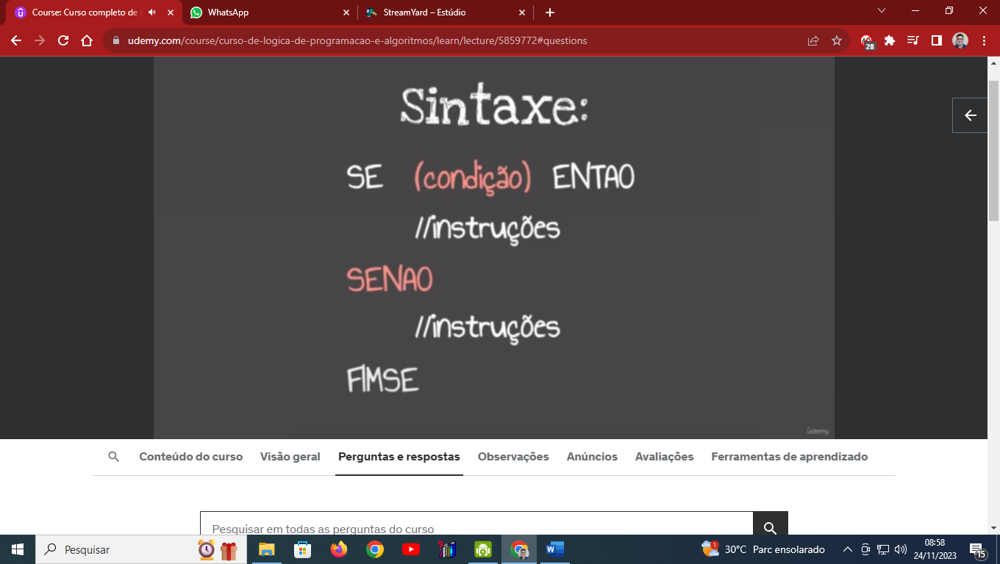 Course: Curso completo de
WhatsApp
StreamYard – Estúdio
udemy.com/course/curso-de-logica-de-programacao-e-algoritmos/learn/lecture/5859772#questions
28
Sintaxe:
SE (condição) ENTAO
//instruções
SENAO
//instruções
FIMSE
ûdemy
Conteúdo do curso Visão geral Perguntas e respostas Observações Anúncios Avaliações Ferramentas de aprendizado
Pesquisar em todas as perguntas do curso
Pesquisar
1
30°C Parc ensolarado
08:58
24/11/2023
15